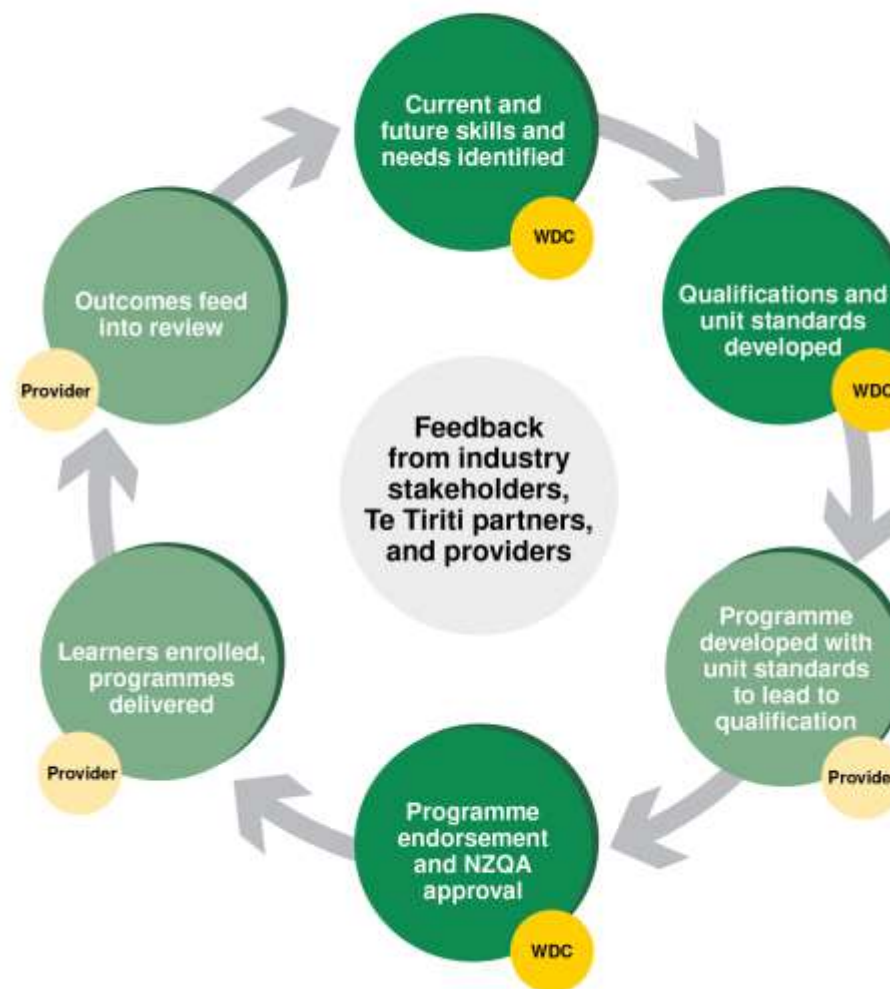 Current and
future skills and
needs identified
WDC
Qualifications and
unit standards
developed
WDC
Programme
developed with
unit standards
to lead to
qualification
Provider
Programme
endorsement
and NZQA
approval
WDC
Learners enrolled,
programmes
delivered
Provider
Outcomes feed
into review
Provider
Feedback
from industry
stakeholders,
Te Tiriti partners,
and providers